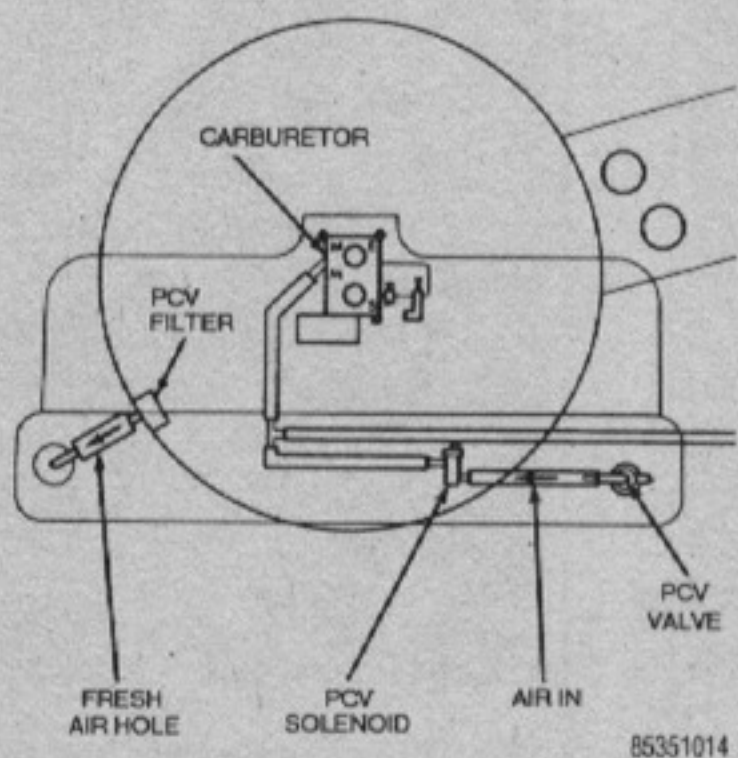 CARBURETOR
PCV
FILTER
PCV
VALVE
FRESH
AIR HOLE
PCV
SOLENOID
AIR IN
85351014